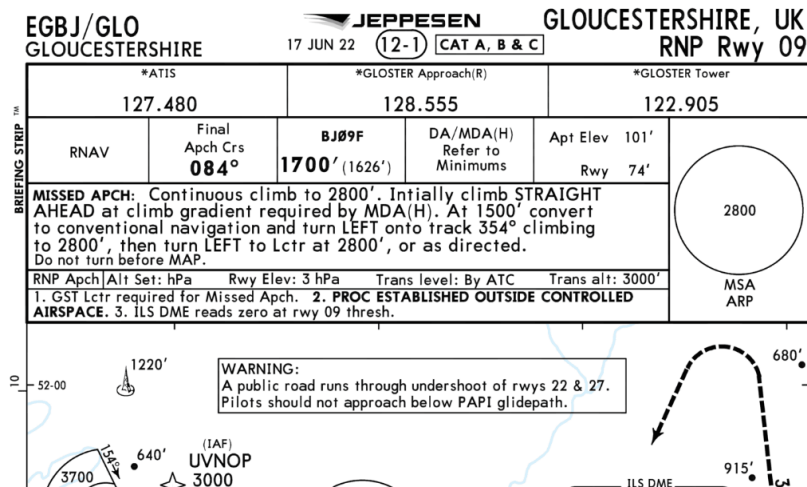 EGBJ/GLO
GLOUCESTERSHIRE
JEPPESEN
17 JUN 22 12-1 CAT A, B & C
GLOUCESTERSHIRE, UK
RNP Rwy 09
*ATIS
127.480
*GLOSTER Approach(R)
128.555
*GLOSTER Tower
122.905
BRIEFING STRIP ™
RNAV
Final
Apch Crs
084°
BJØ9F
1700' (1626')
DA/MDA(H)
Refer to
Minimums
Apt Elev 101'
Rwy 74'
MISSED APCH: Continuous climb to 2800'. Intially climb STRAIGHT
AHEAD at climb gradient required by MDA(H). At 1500' convert
to conventional navigation and turn LEFT onto track 354° climbing
to 2800', then turn LEFT to Lctr at 2800', or as directed.
Do not turn before MAP.
2800
MSA
ARP
RNP Apch Alt Set: hPa Rwy Elev: 3 hPa Trans level: By ATC Trans alt: 3000'
1. GST Lctr required for Missed Apch. 2. PROC ESTABLISHED OUTSIDE CONTROLLED
AIRSPACE. 3. ILS DME reads zero at rwy 09 thresh.
1220'
10
52-00
WARNING:
A public road runs through undershoot of rwys 22 & 27.
Pilots should not approach below PAPI glidepath.
680'
154°
640'
3700
(IAF)
UVNOP
3000
ILS DME
915'